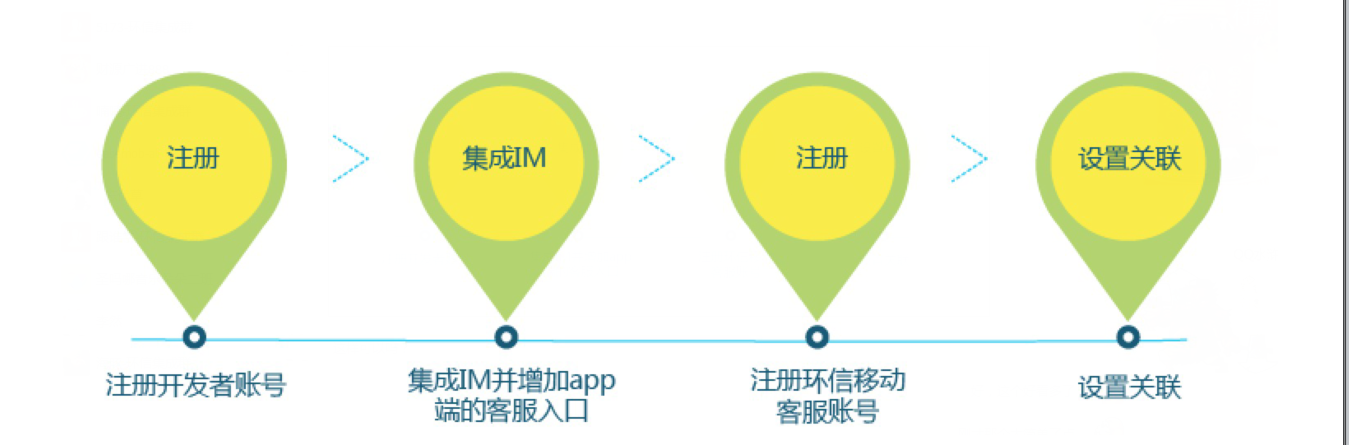 注册
集成IM
注册
设置关联
注册开发者账号
集成IM并增加app
端的客服入口
注册环信移动
客服账号
设置关联